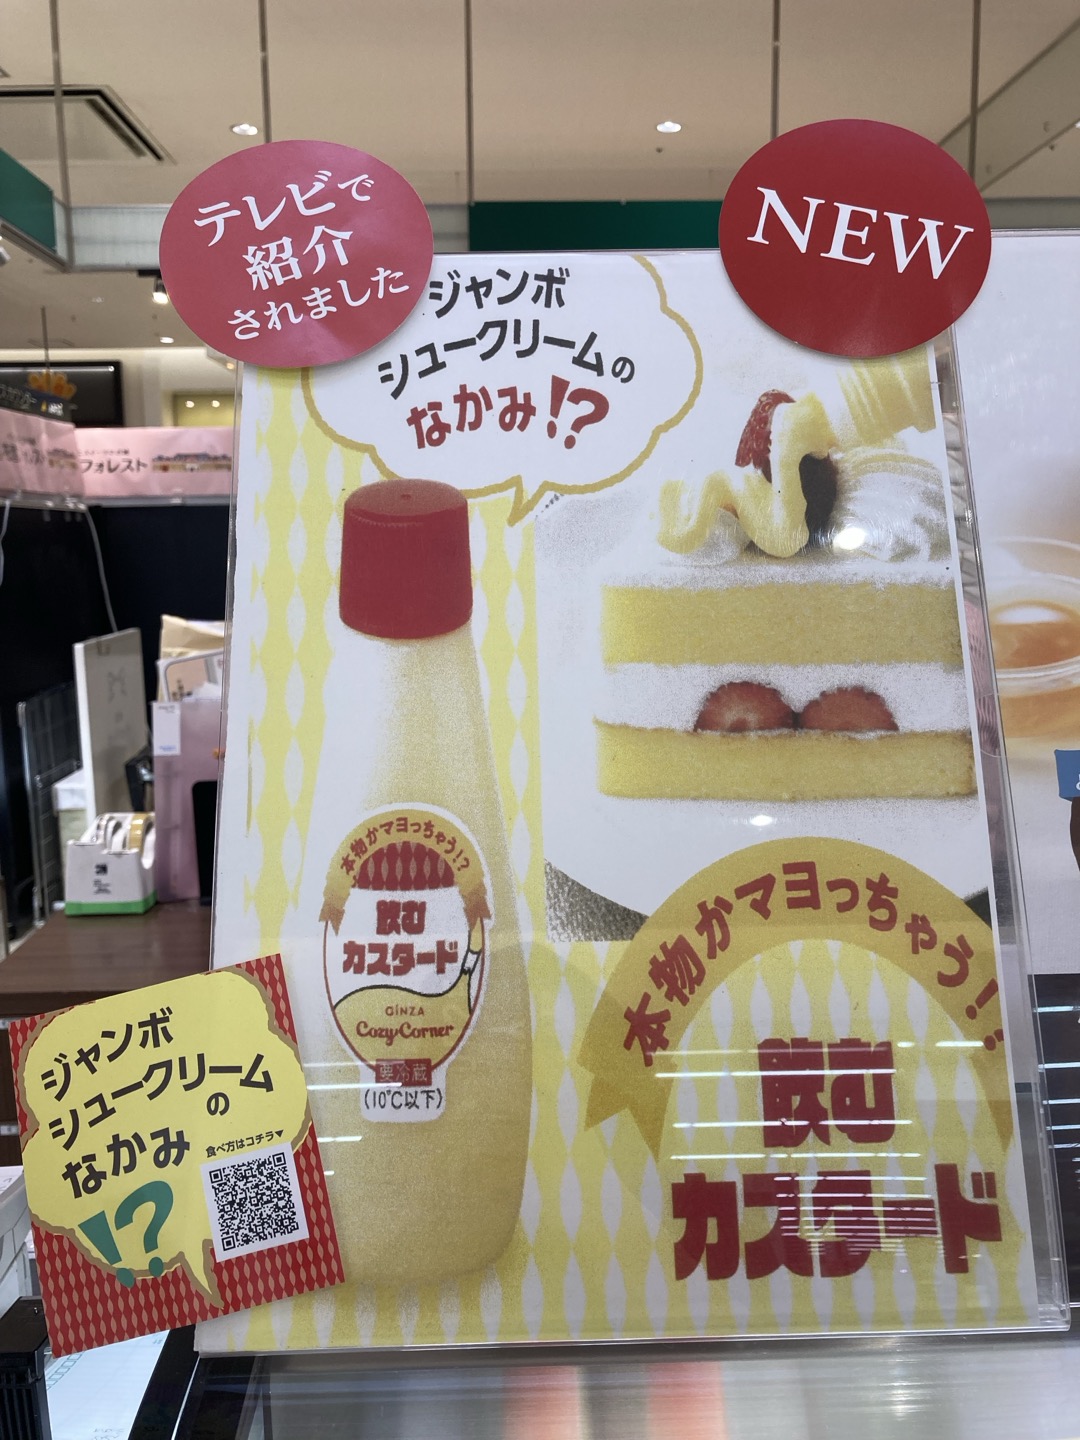 テレビで
紹介
されました
NEW
ジャンボ
シュークリームの
なかみ!?
フォレスト
本物かマヨっちゃう!?
飲む
カスタード
GiNZA
Cozy Corner
要冷蔵
(10℃以下)
本物かマヨっちゃう!?
飲む
カスタード
ジャンボ
シュークリーム
の
なかみ
!?
食べ方はコチラ▼